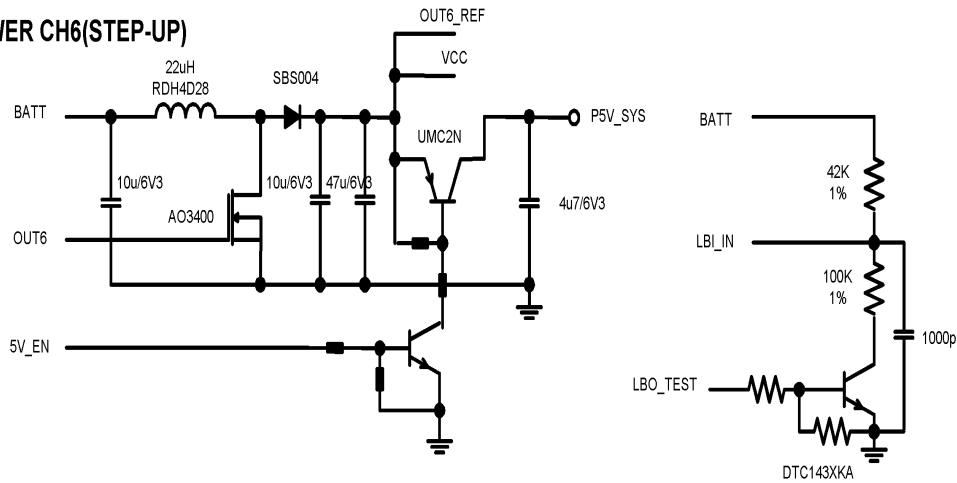 WER CH6(STEP-UP)
OUT6_REF
VCC
22uH
RDH4D28
SBS004
BATT
P5V_SYS
BATT
UMC2N
10u/6V3
10u/6V3
47u/6V3
42K
1%
4u7/6V3
AO3400
OUT6
LBI_IN
100K
1%
1000p
5V_EN
LBO_TEST
DTC143XKA